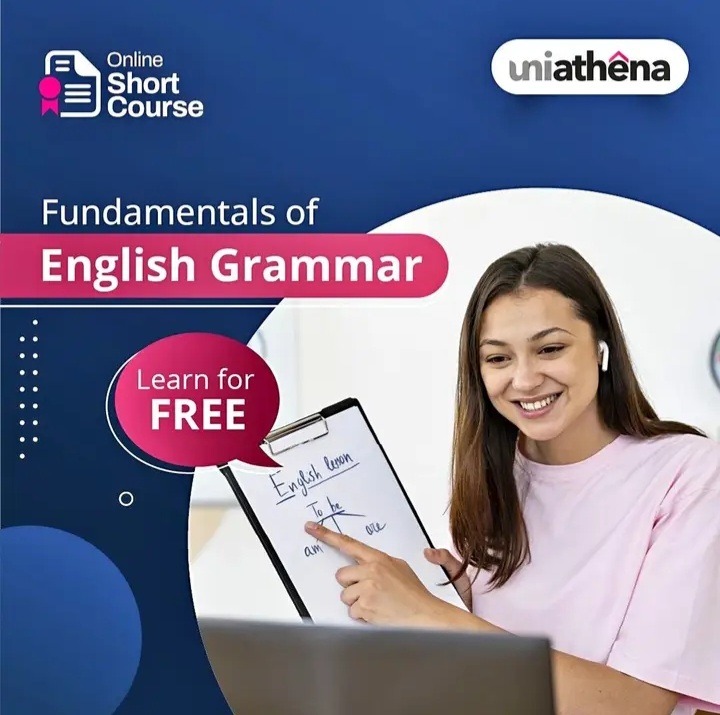 Online
Short
Course
uniathena
Fundamentals of
English Grammar
Learn for
FREE
English lesson
To be
am
are